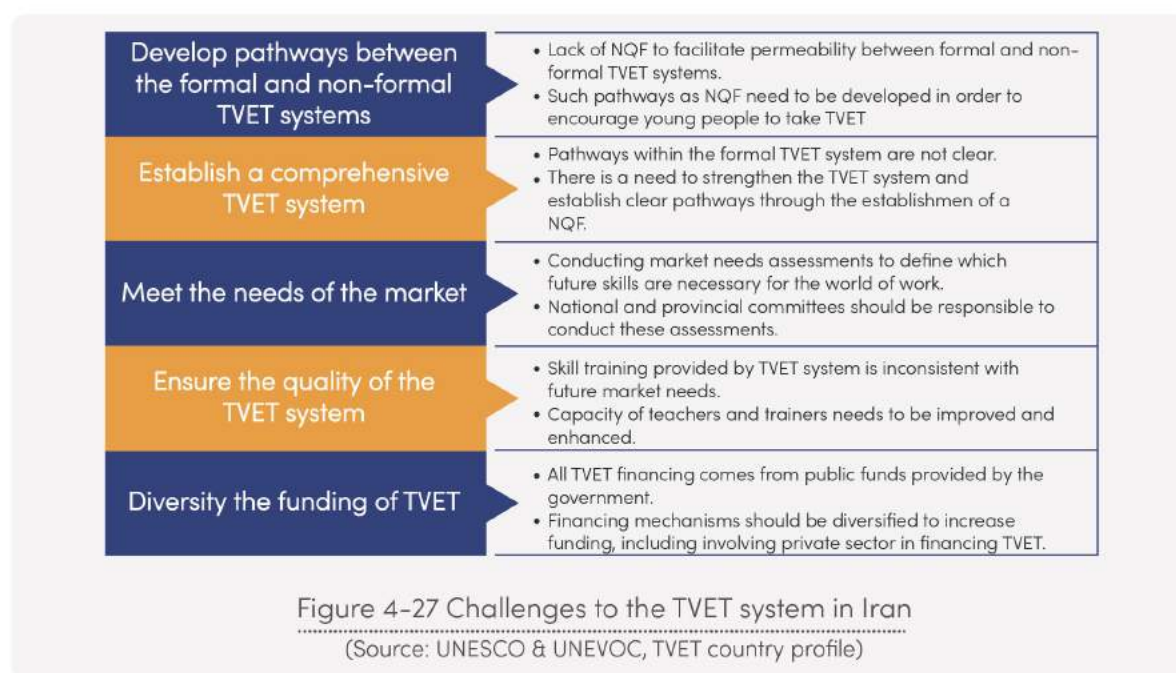 Develop pathways between
the formal and non-formal
TVET systems
• Lack of NQF to facilitate permeability between formal and non-
formal TVET systems.
• Such pathways as NQF need to be developed in order to
encourage young people to take TVET
Establish a comprehensive
TVET system
• Pathways within the formal TVET system are not clear.
• There is a need to strengthen the TVET system and
establish clear pathways through the establishmen of a
NQF.
Meet the needs of the market
• Conducting market needs assessments to define which
future skills are necessary for the world of work.
• National and provincial committees should be responsible to
conduct these assessments.
Ensure the quality of the
TVET system
• Skill training provided by TVET system is inconsistent with
future market needs.
• Capacity of teachers and trainers needs to be improved and
enhanced.
Diversity the funding of TVET
• All TVET financing comes from public funds provided by the
government.
• Financing mechanisms should be diversified to increase
funding, including involving private sector in financing TVET.
Figure 4-27 Challenges to the TVET system in Iran
(Source: UNESCO & UNEVOC, TVET country profile)